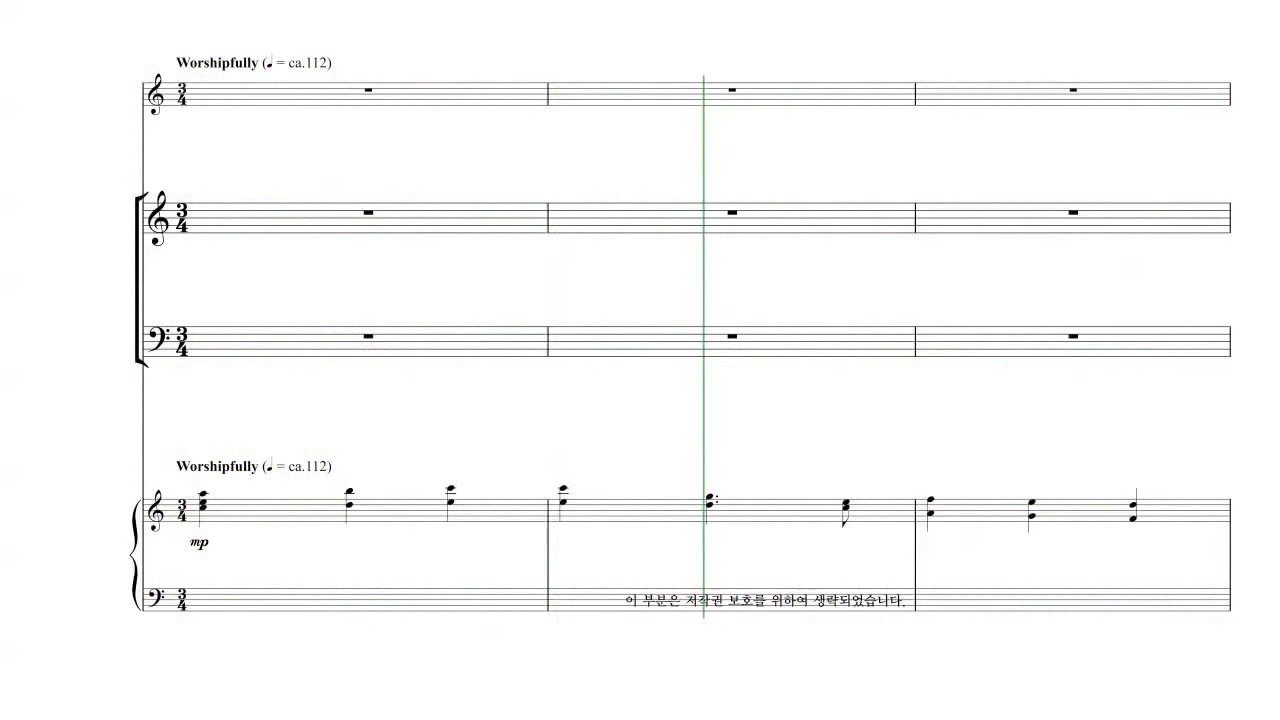 Worshipfully (♩ = ca.112)
Worshipfully (♩ = ca.112)
mp
이 부분은 저작권 보호를 위하여 생략되었습니다.